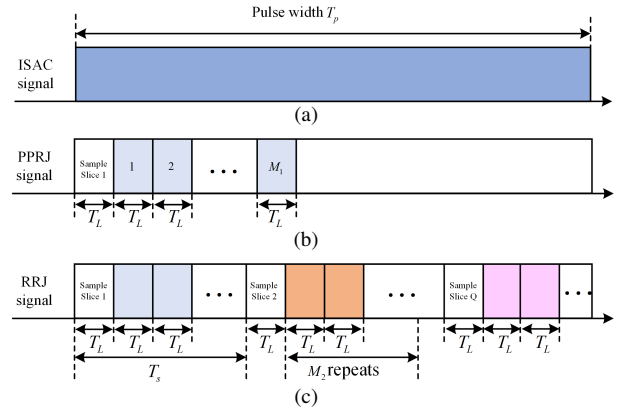 Pulse width T_p
ISAC signal
(a)
PPRJ signal
Sample Slice 1
1
2
• • •
M_1
T_L T_L T_L T_L
(b)
RRJ signal
Sample Slice 1
• • •
Sample Slice 2
• • •
Sample Slice Q
• • •
T_L T_L T_L T_L T_L T_L T_L T_L T_L
T_s
M_2 repeats
(c)